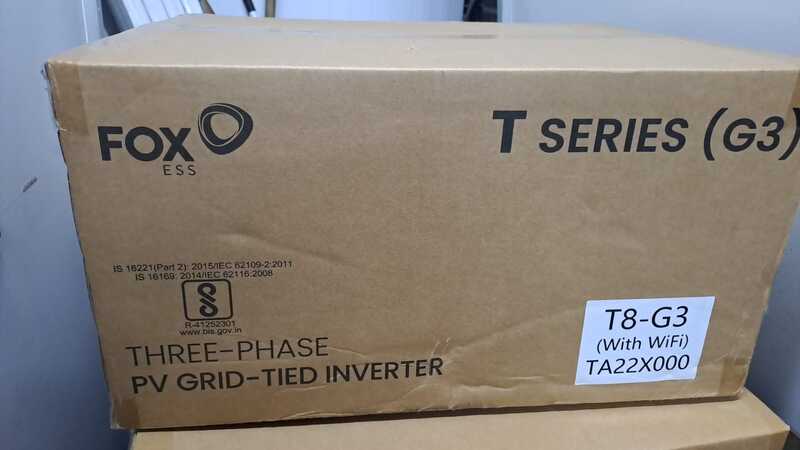 FOX
ESS
T SERIES (G3)
IS 16221(Part 2): 2015/IEC 62109-2:2011
IS 16169: 2014/IEC 62116:2008
R-41252301
www.bis.gov.in
THREE-PHASE
PV GRID-TIED INVERTER
T8-G3
(With WiFi)
TA22X000